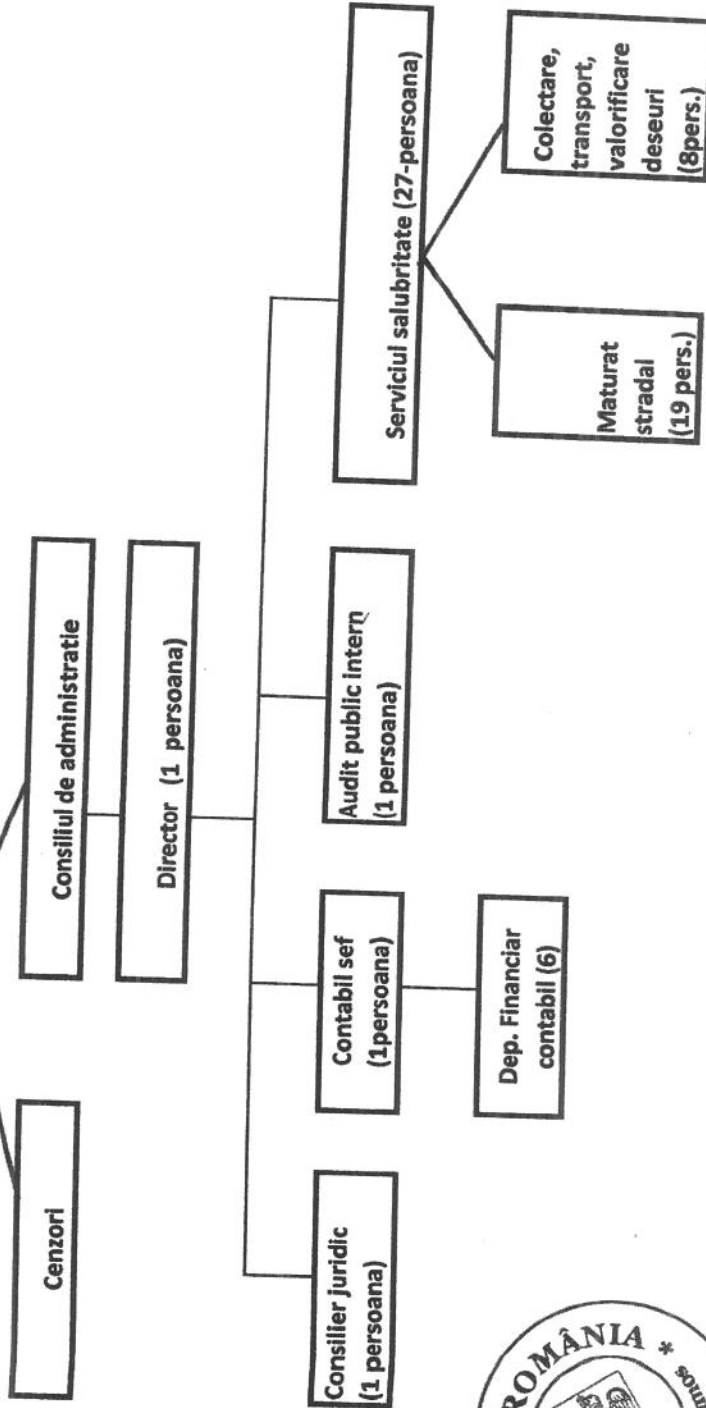 Cenzori
Consiliul de administratie
Director (1 persoana)
Consilier juridic
(1 persoana)
Contabil sef
(1persoana)
Audit public intern
(1 persoana)
Serviciul salubritate (27-persoana)
Dep. Financiar
contabil (6)
Maturat
stradal
(19 pers.)
Colectare,
transport,
valorificare
deseuri
(8pers.)
ROMÂNIA *